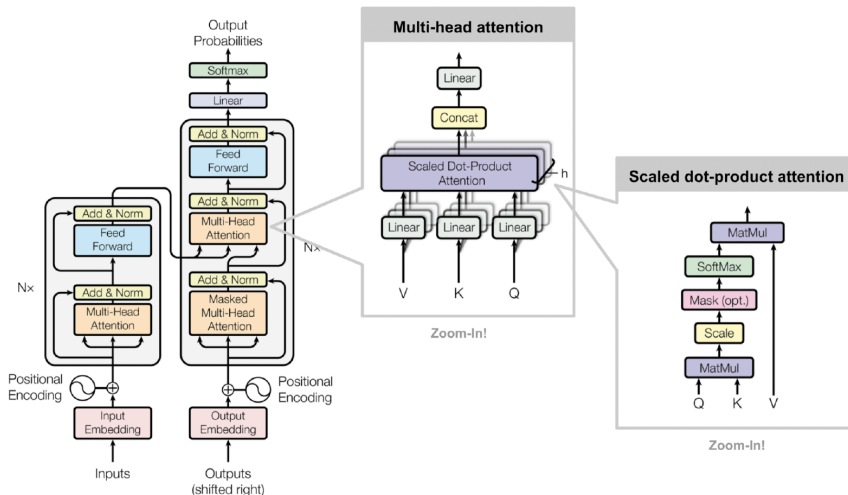 Output
Probabilities
Softmax
Linear
Add & Norm
Feed
Forward
Add & Norm
Multi-Head
Attention
Add & Norm
Masked
Multi-Head
Attention
Nx
Positional
Encoding
Output
Embedding
Outputs
(shifted right)
Add & Norm
Feed
Forward
Nx
Add & Norm
Multi-Head
Attention
Positional
Encoding
Input
Embedding
Inputs
Multi-head attention
Linear
Concat
Scaled Dot-Product
Attention
h
Linear Linear Linear
V K Q
Zoom-In!
Scaled dot-product attention
MatMul
SoftMax
Mask (opt.)
Scale
MatMul
Q K V
Zoom-In!